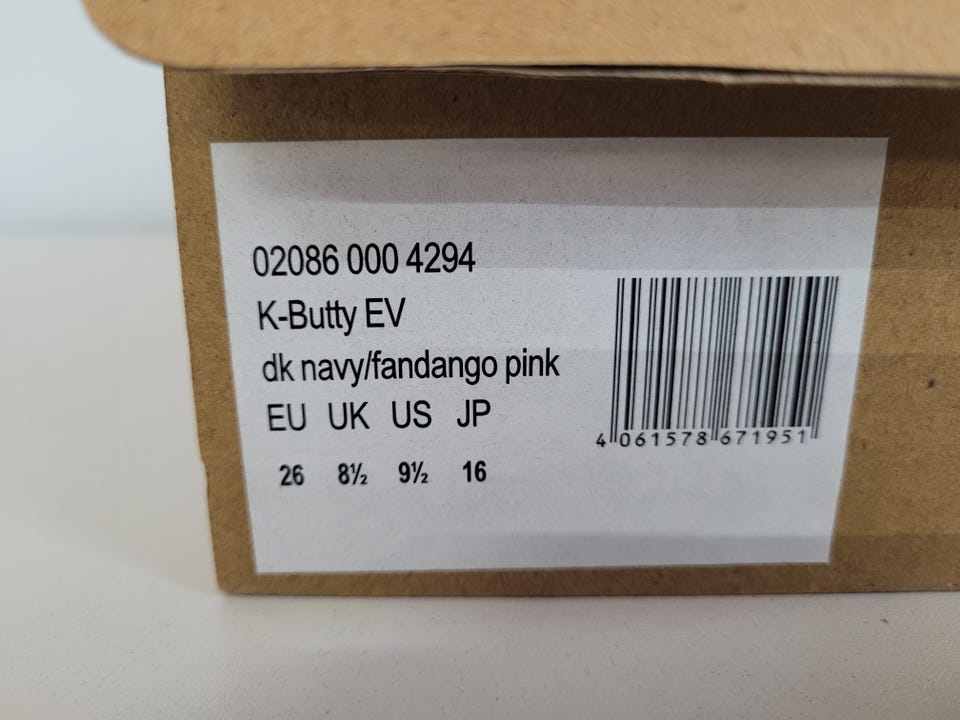 02086 000 4294
K-Butty EV
dk navy/fandango pink
EU UK US JP
26 8½ 9½ 16
4 061578 671951